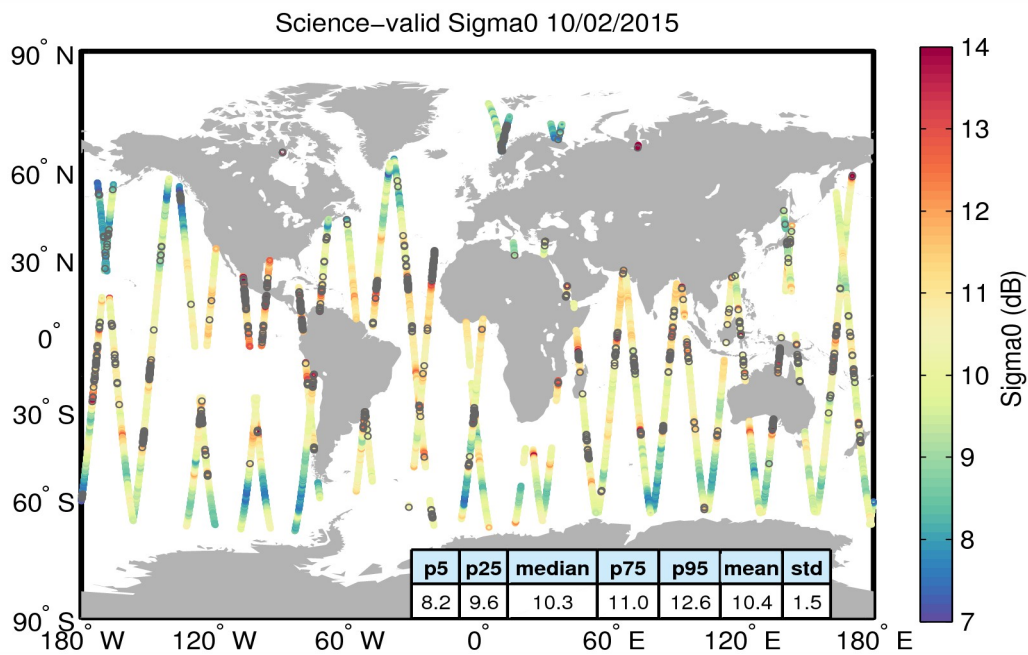 Science−valid Sigma0 10/02/2015
90° N
60° N
30° N
0°
30° S
60° S
90° S
180° W
120° W
60° W
0°
60° E
120° E
180° E
14
13
12
11
10
9
8
7
Sigma0 (dB)
p5 p25 median p75 p95 mean std
8.2 9.6 10.3 11.0 12.6 10.4 1.5